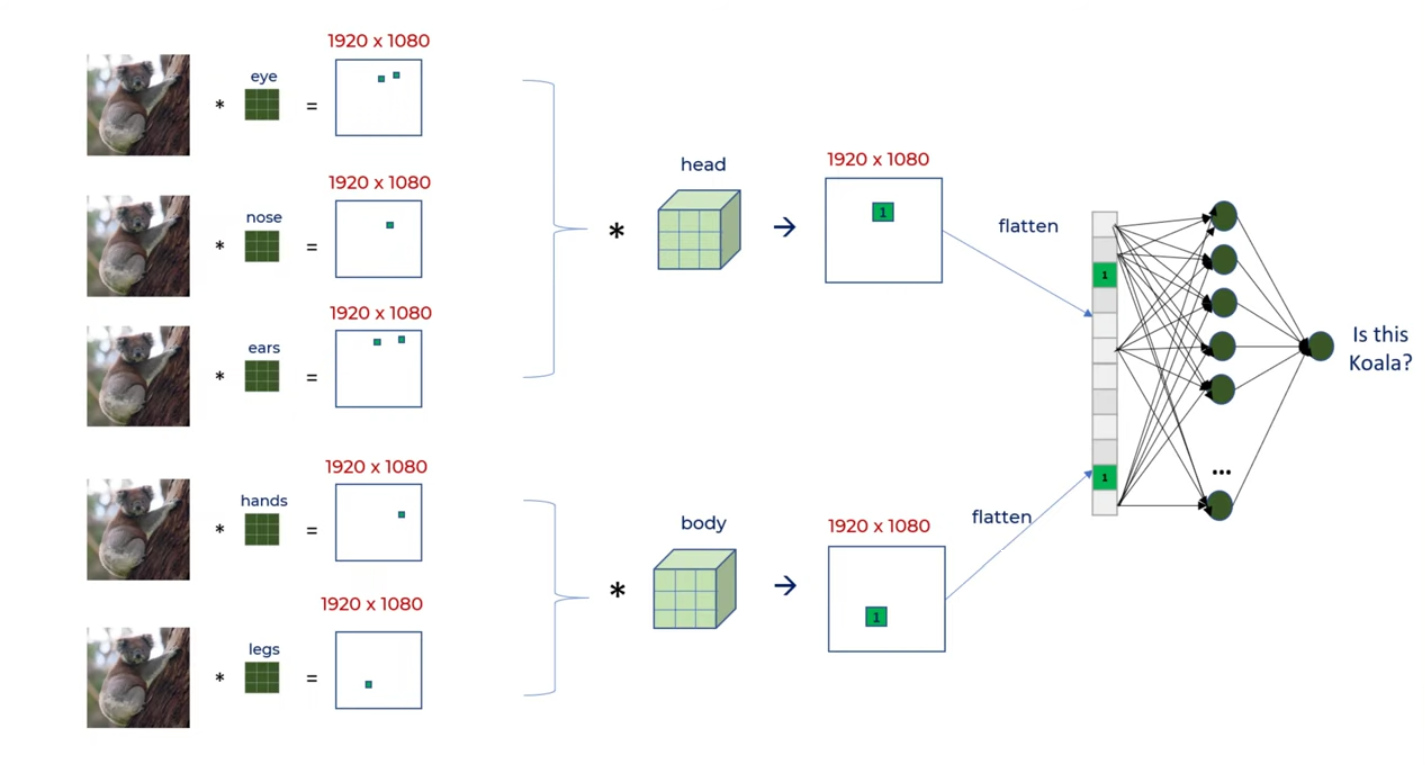 1920 x 1080
eye
* =
1920 x 1080
nose
* =
1920 x 1080
ears
* =
head
*
→
1920 x 1080
1
flatten
1920 x 1080
hands
* =
1920 x 1080
legs
* =
body
*
→
1920 x 1080
1
flatten
1
1
...
Is this
Koala?